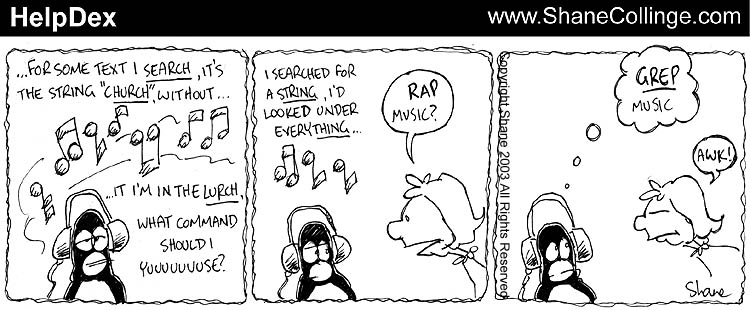 HelpDex
www.ShaneCollinge.com
...FOR SOME TEXT I SEARCH, IT'S
THE STRING "CHURCH", WITHOUT...
...IT I'M IN THE LURCH,
WHAT COMMAND
SHOULD I
YUUUUUUUSE?
I SEARCHED FOR
A STRING, I'D
LOOKED UNDER
EVERYTHING...
RAP
MUSIC?
Copyright Shane 2003 All Rights Reserved
GREP
MUSIC
AWK!
Shane